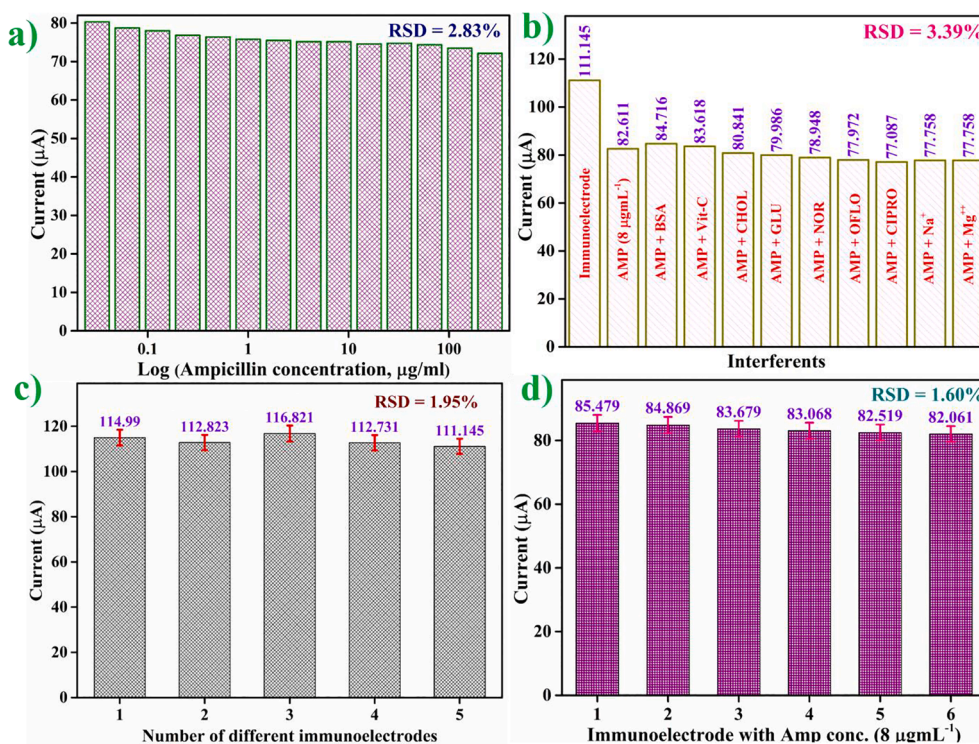 a)
RSD = 2.83%
80
70
60
50
40
30
20
10
0
Current (μA)
0.1 1 10 100
Log (Ampicillin concentration, μg/ml)
b)
RSD = 3.39%
120
100
80
60
40
20
0
Current (μA)
111.145
82.611
84.716
83.618
80.841
79.986
78.948
77.972
77.087
77.758
77.758
Immunoelectrode
AMP (8 μgmL⁻¹)
AMP + BSA
AMP + Vit-C
AMP + CHOL
AMP + GLU
AMP + NOR
AMP + OFLO
AMP + CIPRO
AMP + Na⁺
AMP + Mg⁺⁺
Interferents
c)
RSD = 1.95%
120
100
80
60
40
20
0
Current (μA)
114.99 112.823 116.821 112.731 111.145
1 2 3 4 5
Number of different immunoelectrodes
d)
RSD = 1.60%
80
60
40
20
0
Current (μA)
85.479 84.869 83.679 83.068 82.519 82.061
1 2 3 4 5 6
Immunoelectrode with Amp conc. (8 μgmL⁻¹)